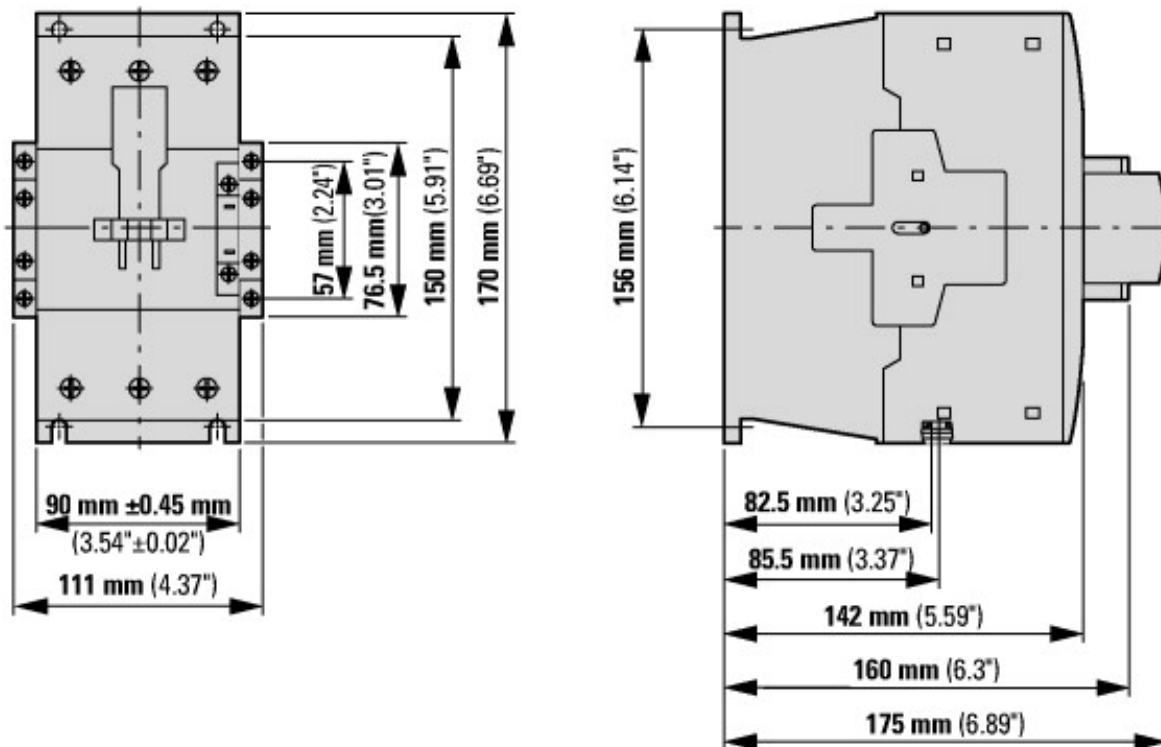 57 mm (2.24")
76.5 mm(3.01")
150 mm (5.91")
170 mm (6.69")
90 mm ±0.45 mm
(3.54"±0.02")
111 mm (4.37")
156 mm (6.14")
82.5 mm (3.25")
85.5 mm (3.37")
142 mm (5.59")
160 mm (6.3")
175 mm (6.89")